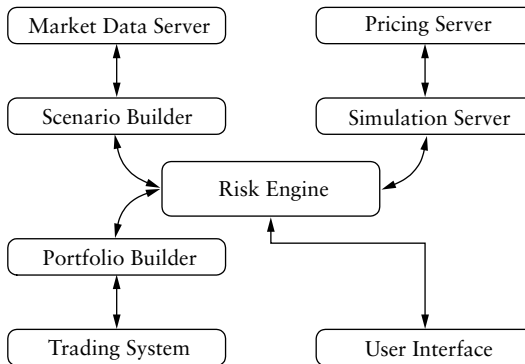 Market Data Server
Pricing Server
Scenario Builder
Simulation Server
Risk Engine
Portfolio Builder
Trading System
User Interface